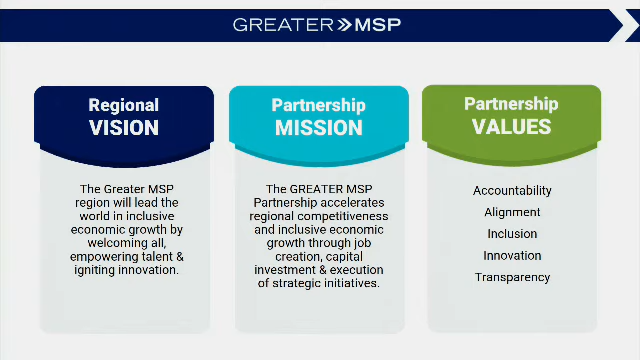 GREATER MSP
Regional
VISION
The Greater MSP
region will lead the
world in inclusive
economic growth by
welcoming all,
empowering talent &
igniting innovation.
Partnership
MISSION
The GREATER MSP
Partnership accelerates
regional competitiveness
and inclusive economic
growth through job
creation, capital
investment & execution
of strategic initiatives.
Partnership
VALUES
Accountability
Alignment
Inclusion
Innovation
Transparency